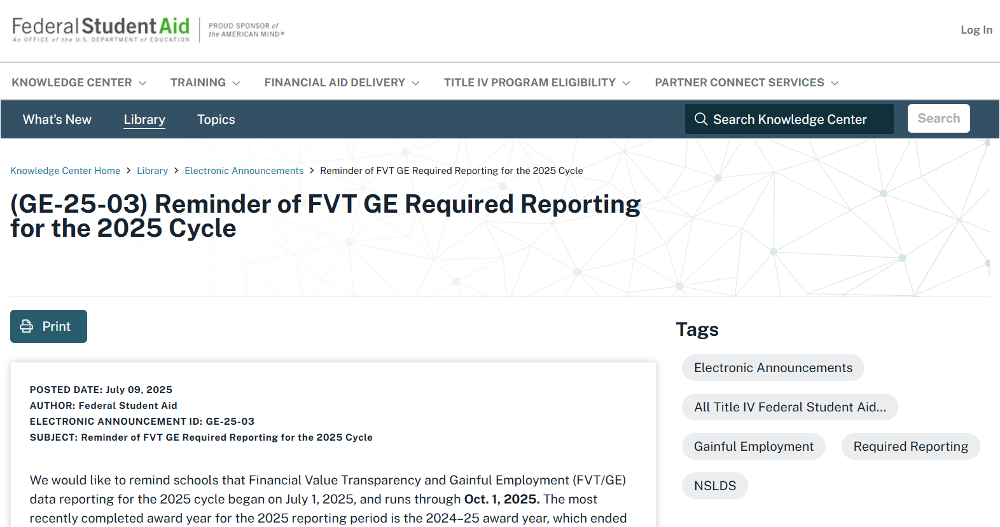 Federal Student Aid
An OFFICE of the U.S. DEPARTMENT of EDUCATION
PROUD SPONSOR of
the AMERICAN MIND®
Log In
KNOWLEDGE CENTER
TRAINING
FINANCIAL AID DELIVERY
TITLE IV PROGRAM ELIGIBILITY
PARTNER CONNECT SERVICES
What's New
Library
Topics
Search Knowledge Center
Search
Knowledge Center Home > Library > Electronic Announcements > Reminder of FVT GE Required Reporting for the 2025 Cycle
(GE-25-03) Reminder of FVT GE Required Reporting
for the 2025 Cycle
Print
POSTED DATE: July 09, 2025
AUTHOR: Federal Student Aid
ELECTRONIC ANNOUNCEMENT ID: GE-25-03
SUBJECT: Reminder of FVT GE Required Reporting for the 2025 Cycle
We would like to remind schools that Financial Value Transparency and Gainful Employment (FVT/GE)
data reporting for the 2025 cycle began on July 1, 2025, and runs through Oct. 1, 2025. The most
recently completed award year for the 2025 reporting period is the 2024–25 award year, which ended
Tags
Electronic Announcements
All Title IV Federal Student Aid...
Gainful Employment
Required Reporting
NSLDS